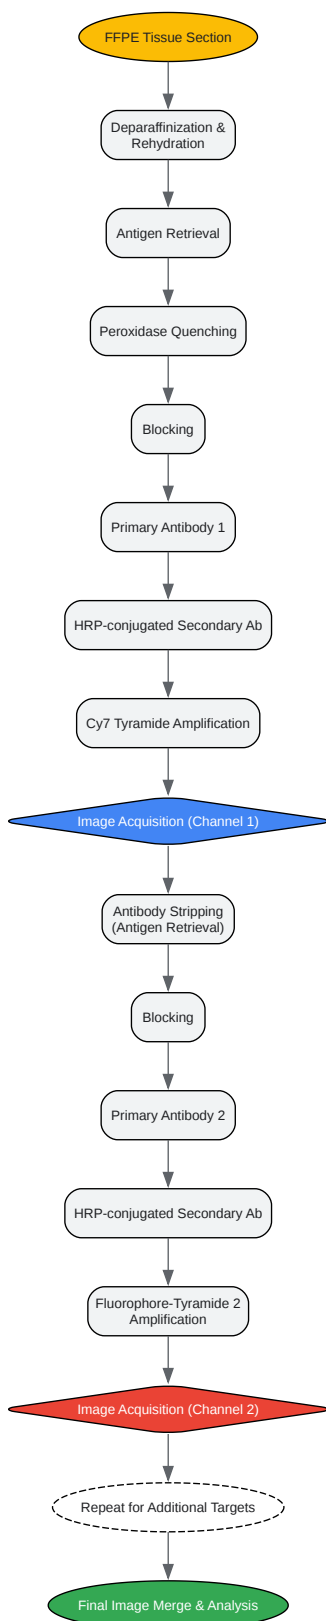 FFPE Tissue Section
Deparaffinization &
Rehydration
Antigen Retrieval
Peroxidase Quenching
Blocking
Primary Antibody 1
HRP-conjugated Secondary Ab
Cy7 Tyramide Amplification
Image Acquisition (Channel 1)
Antibody Stripping
(Antigen Retrieval)
Blocking
Primary Antibody 2
HRP-conjugated Secondary Ab
Fluorophore-Tyramide 2
Amplification
Image Acquisition (Channel 2)
Repeat for Additional Targets
Final Image Merge & Analysis